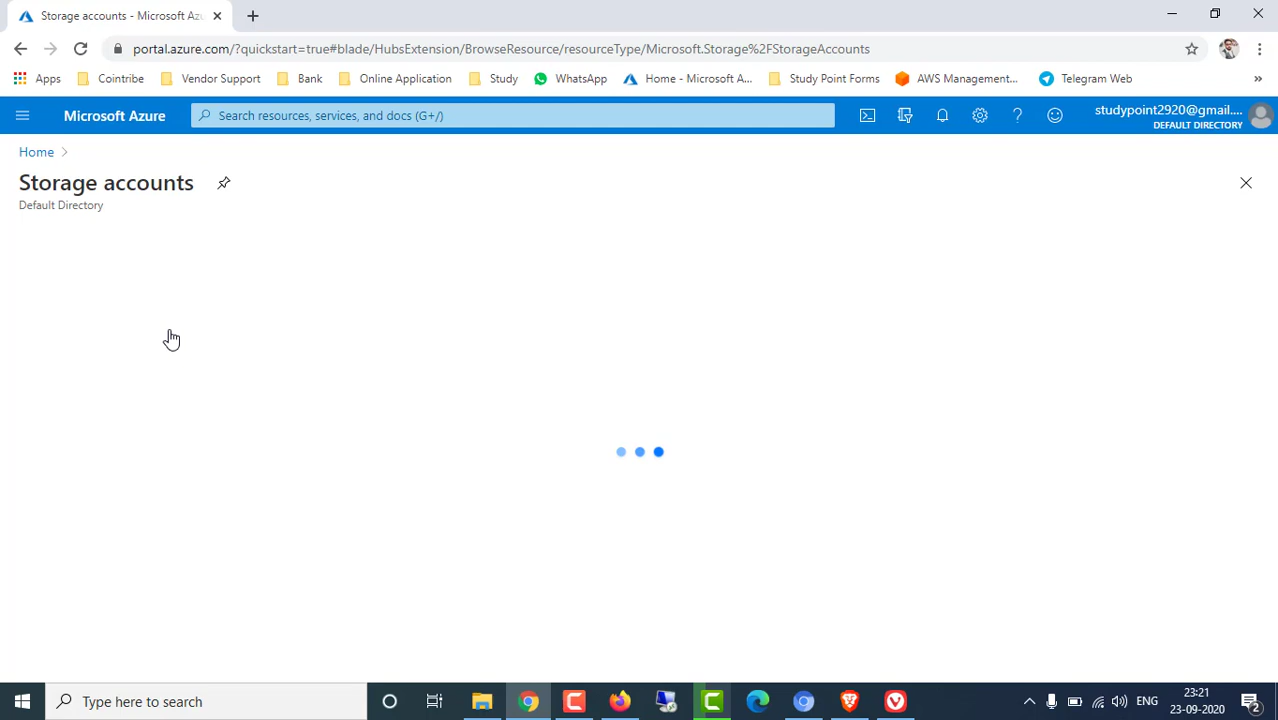 Storage accounts - Microsoft Azu
portal.azure.com/?quickstart=true#blade/HubsExtension/BrowseResource/resourceType/Microsoft.Storage%2FStorageAccounts
Apps Cointribe Vendor Support Bank Online Application Study WhatsApp Home - Microsoft A... Study Point Forms AWS Management... Telegram Web »
Microsoft Azure Search resources, services, and docs (G+/) studypoint2920@gmail....
DEFAULT DIRECTORY
Home >
Storage accounts
Default Directory
Type here to search ENG 23:21
23-09-2020 2